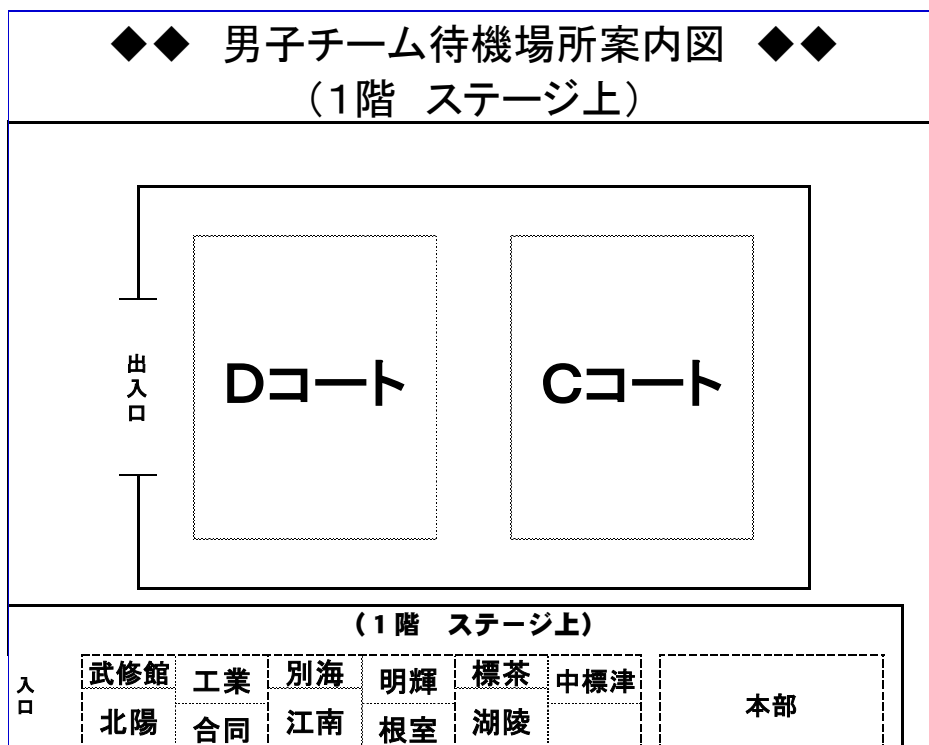 ◆◆　男子チーム待機場所案内図　◆◆
（１階　ステージ上）
出入口
Dコート
Cコート
（１階　ステージ上）
入口
武修館
工業
別海
明輝
標茶
中標津
本部
北陽
合同
江南
根室
湖陵